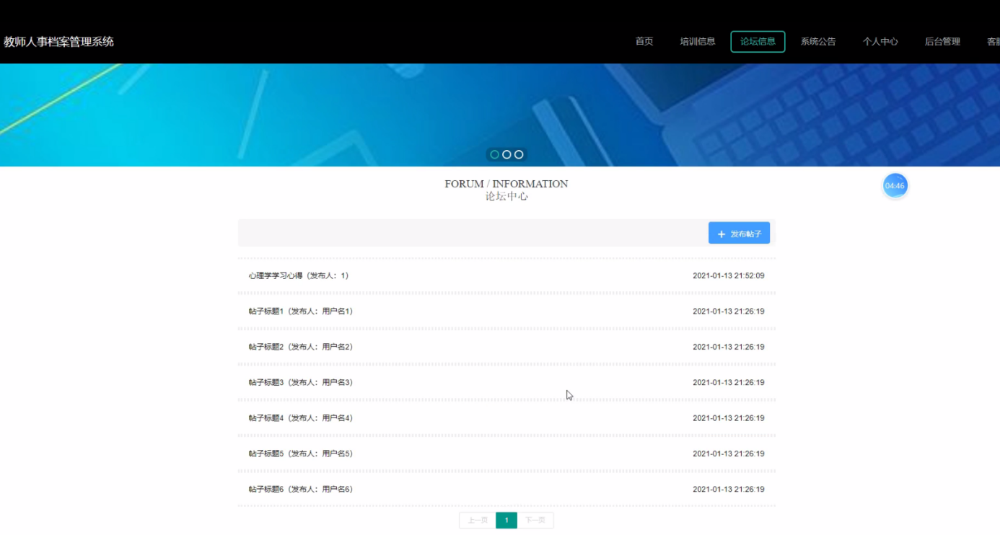 教师人事档案管理系统 首页 培训信息 论坛信息 系统公告 个人中心 后台管理
FORUM / INFORMATION
论坛中心
04:46
+ 发布帖子
心理学学习心得（发布人：1） 2021-01-13 21:52:09
帖子标题1（发布人：用户名1） 2021-01-13 21:26:19
帖子标题2（发布人：用户名2） 2021-01-13 21:26:19
帖子标题3（发布人：用户名3） 2021-01-13 21:26:19
帖子标题4（发布人：用户名4） 2021-01-13 21:26:19
帖子标题5（发布人：用户名5） 2021-01-13 21:26:19
帖子标题6（发布人：用户名6） 2021-01-13 21:26:19
上一页 1 下一页